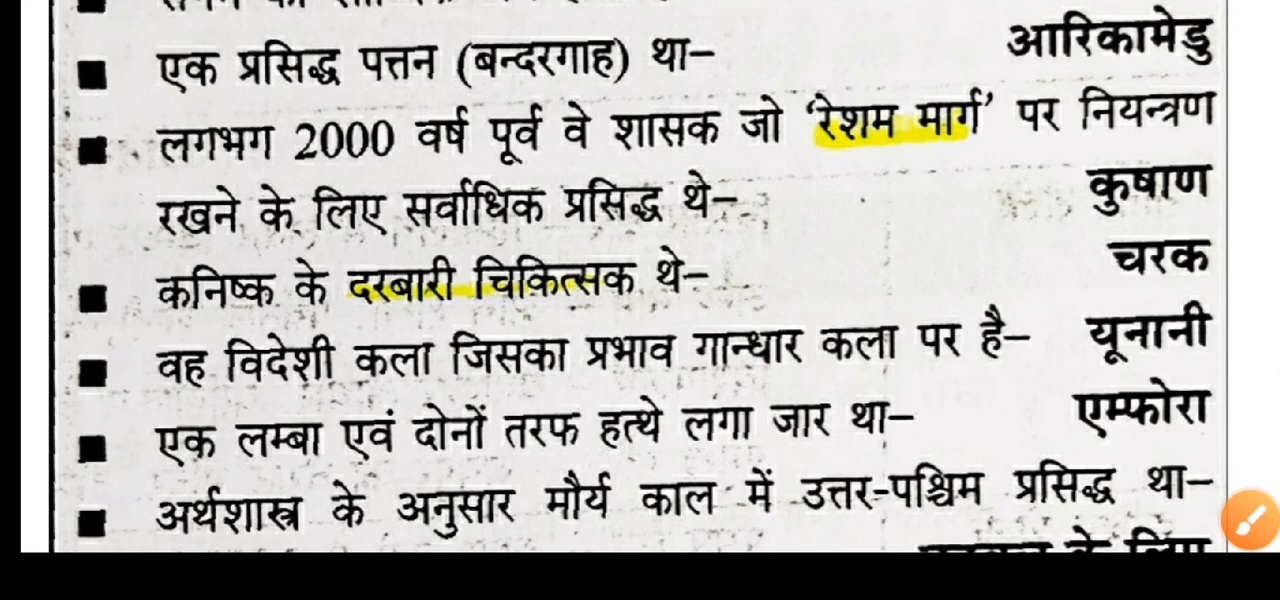 एक प्रसिद्ध पत्तन (बन्दरगाह) था– आरिकामेडु
लगभग 2000 वर्ष पूर्व वे शासक जो ‘रेशम मार्ग’ पर नियन्त्रण
रखने के लिए सर्वाधिक प्रसिद्ध थे– कुषाण
कनिष्क के दरबारी चिकित्सक थे– चरक
वह विदेशी कला जिसका प्रभाव गान्धार कला पर है– यूनानी
एक लम्बा एवं दोनों तरफ हत्थे लगा जार था– एम्फोरा
अर्थशास्त्र के अनुसार मौर्य काल में उत्तर-पश्चिम प्रसिद्ध था–
के लिए